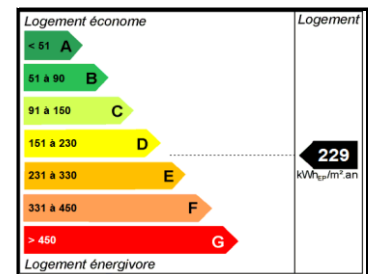 Logement économe
Logement
< 51 A
51 à 90 B
91 à 150 C
151 à 230 D
229
kWhEP/m².an
231 à 330 E
331 à 450 F
> 450 G
Logement énergivore